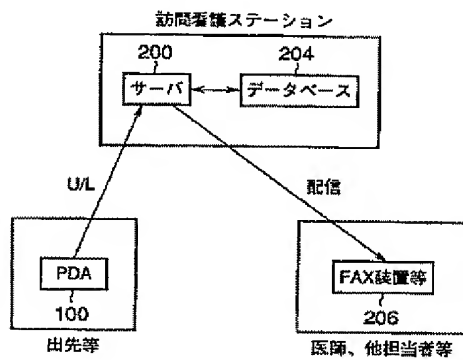 訪問看護ステーション
200 204
サーバ データベース
U/L 配信
PDA FAX装置等
100 206
出先等 医師、他担当者等